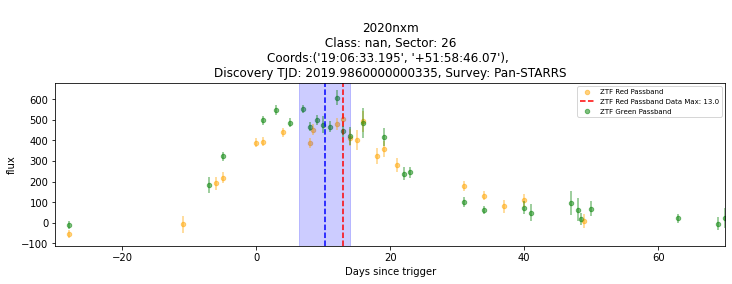 2020nxm
Class: nan, Sector: 26
Coords:('19:06:33.195', '+51:58:46.07'),
Discovery TJD: 2019.9860000000335, Survey: Pan-STARRS
ZTF Red Passband
ZTF Red Passband Data Max: 13.0
ZTF Green Passband
flux
600
500
400
300
200
100
0
−100
−20
0
20
40
60
Days since trigger